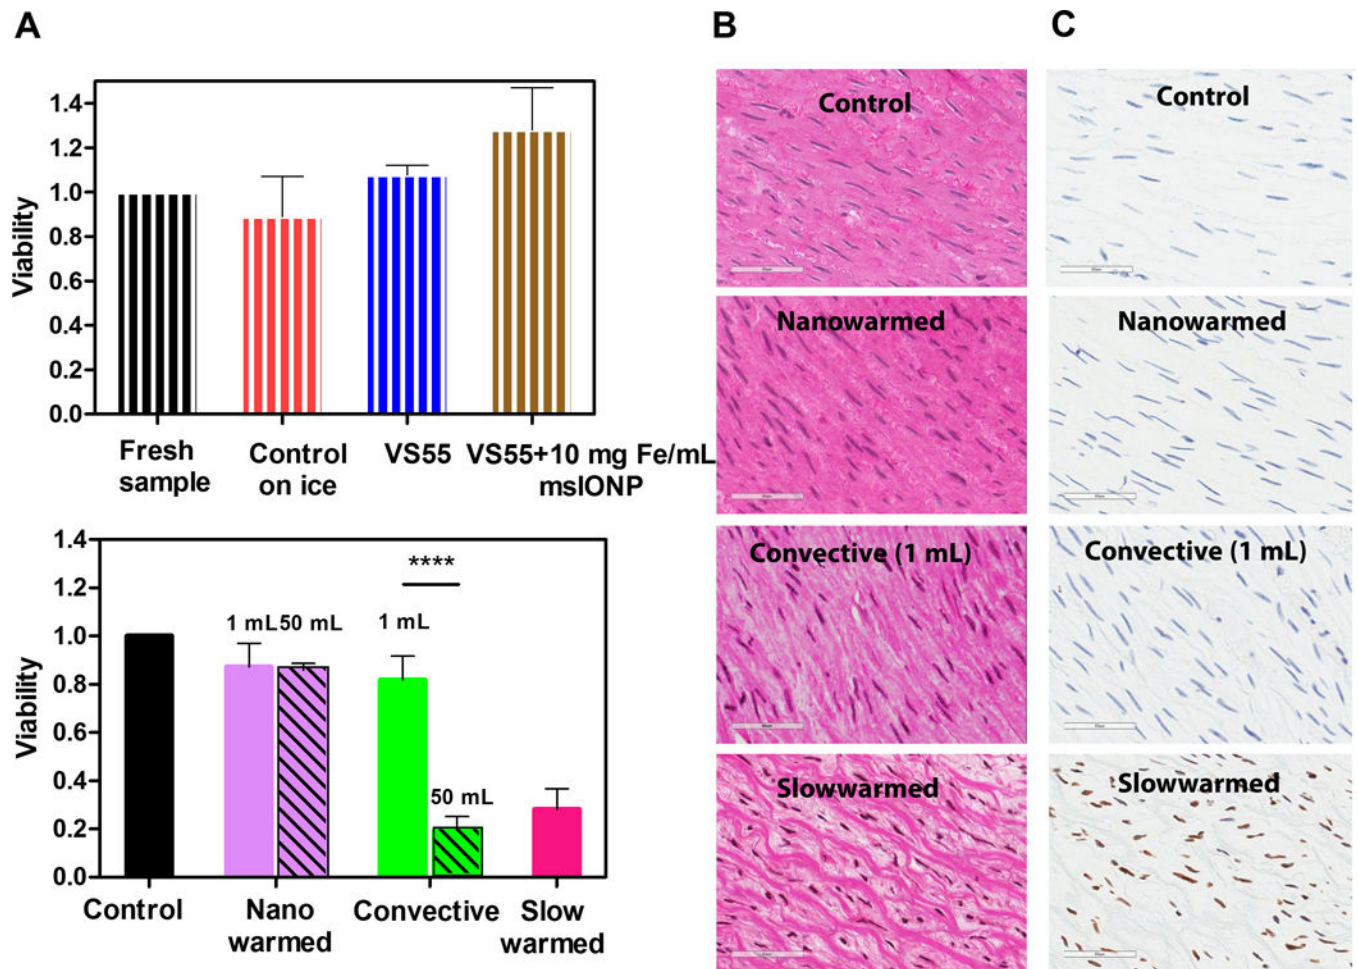 A
B
C
Viability
1.4
1.2
1.0
0.8
0.6
0.4
0.2
0.0
Fresh
sample
Control
on ice
VS55
VS55+10 mg Fe/mL
msIONP
Viability
1.4
1.2
1.0
0.8
0.6
0.4
0.2
0.0
1 mL
50 mL
1 mL
50 mL
****
Control
Nano
warmed
Convective
Slow
warmed
Control
Nanowarmed
Convective (1 mL)
Slowwarmed
Control
Nanowarmed
Convective (1 mL)
Slowwarmed